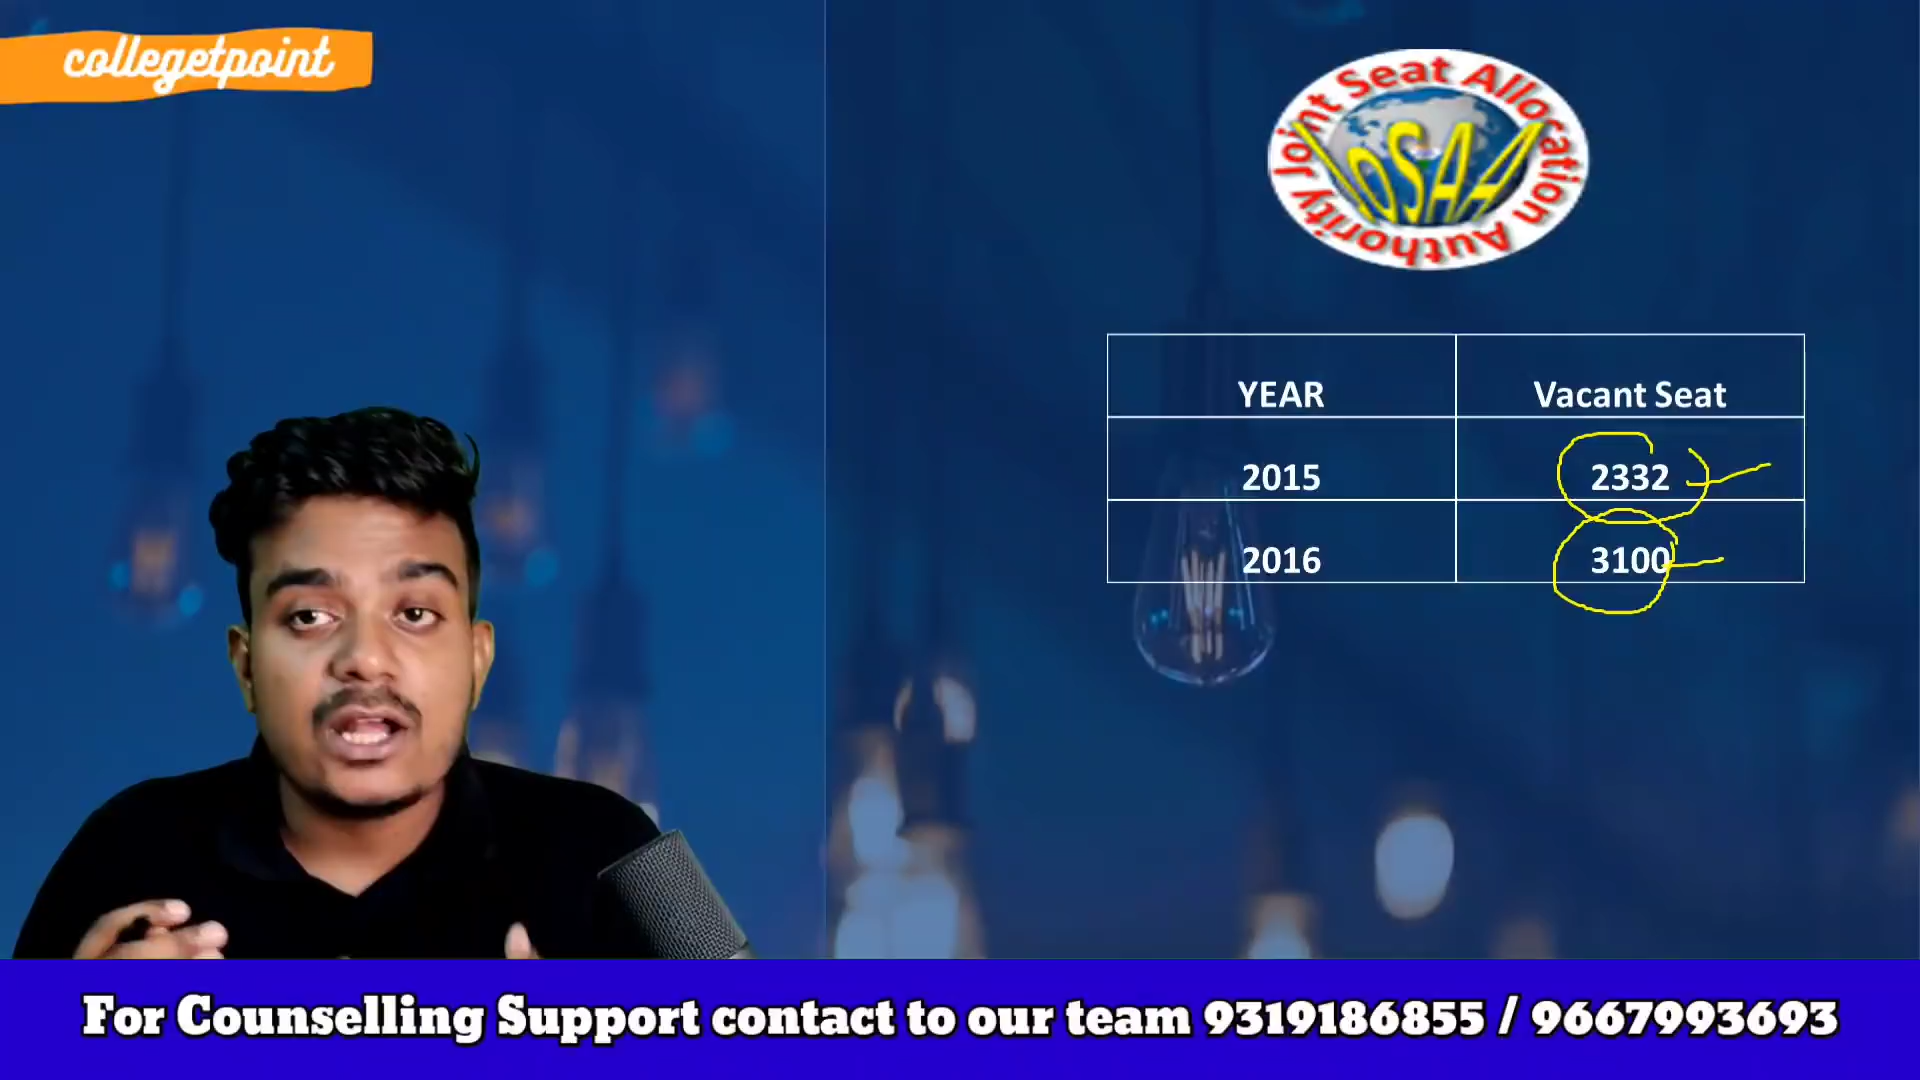 collegetpoint
Joint Seat Allocation Authority
JoSAA
YEAR Vacant Seat
2015 2332
2016 3100
For Counselling Support contact to our team 9319186855 / 9667993693